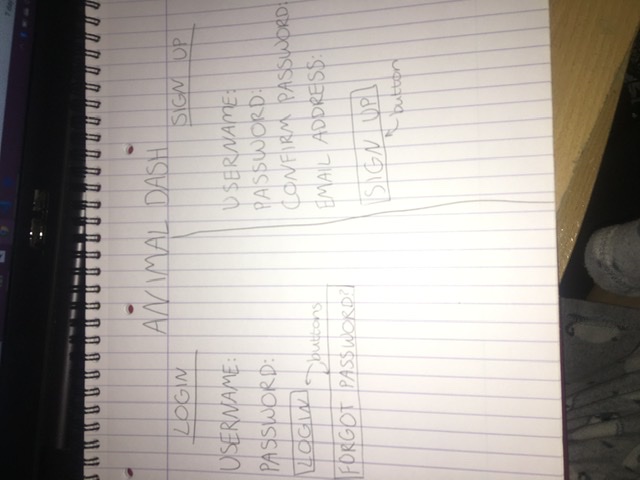 ANIMAL DASH
LOGIN
USERNAME:
PASSWORD:
LOGIN
buttons
FORGOT PASSWORD?
SIGN UP
USERNAME:
PASSWORD:
CONFIRM PASSWORD:
EMAIL ADDRESS:
SIGN UP
button